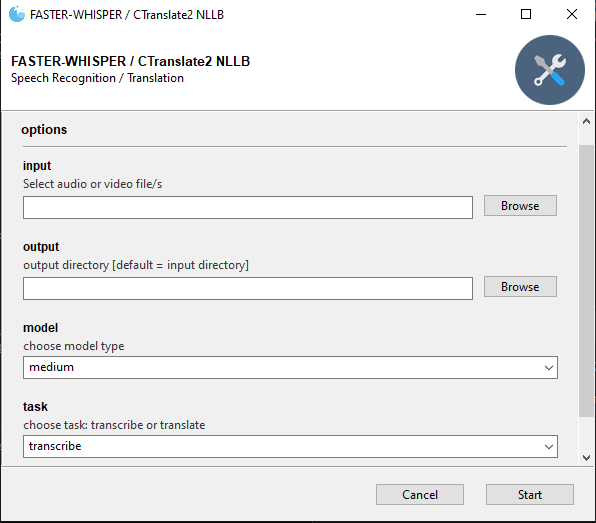 FASTER-WHISPER / CTranslate2 NLLB
FASTER-WHISPER / CTranslate2 NLLB
Speech Recognition / Translation
options
input
Select audio or video file/s
Browse
output
output directory [default = input directory]
Browse
model
choose model type
medium
task
choose task: transcribe or translate
transcribe
Cancel
Start